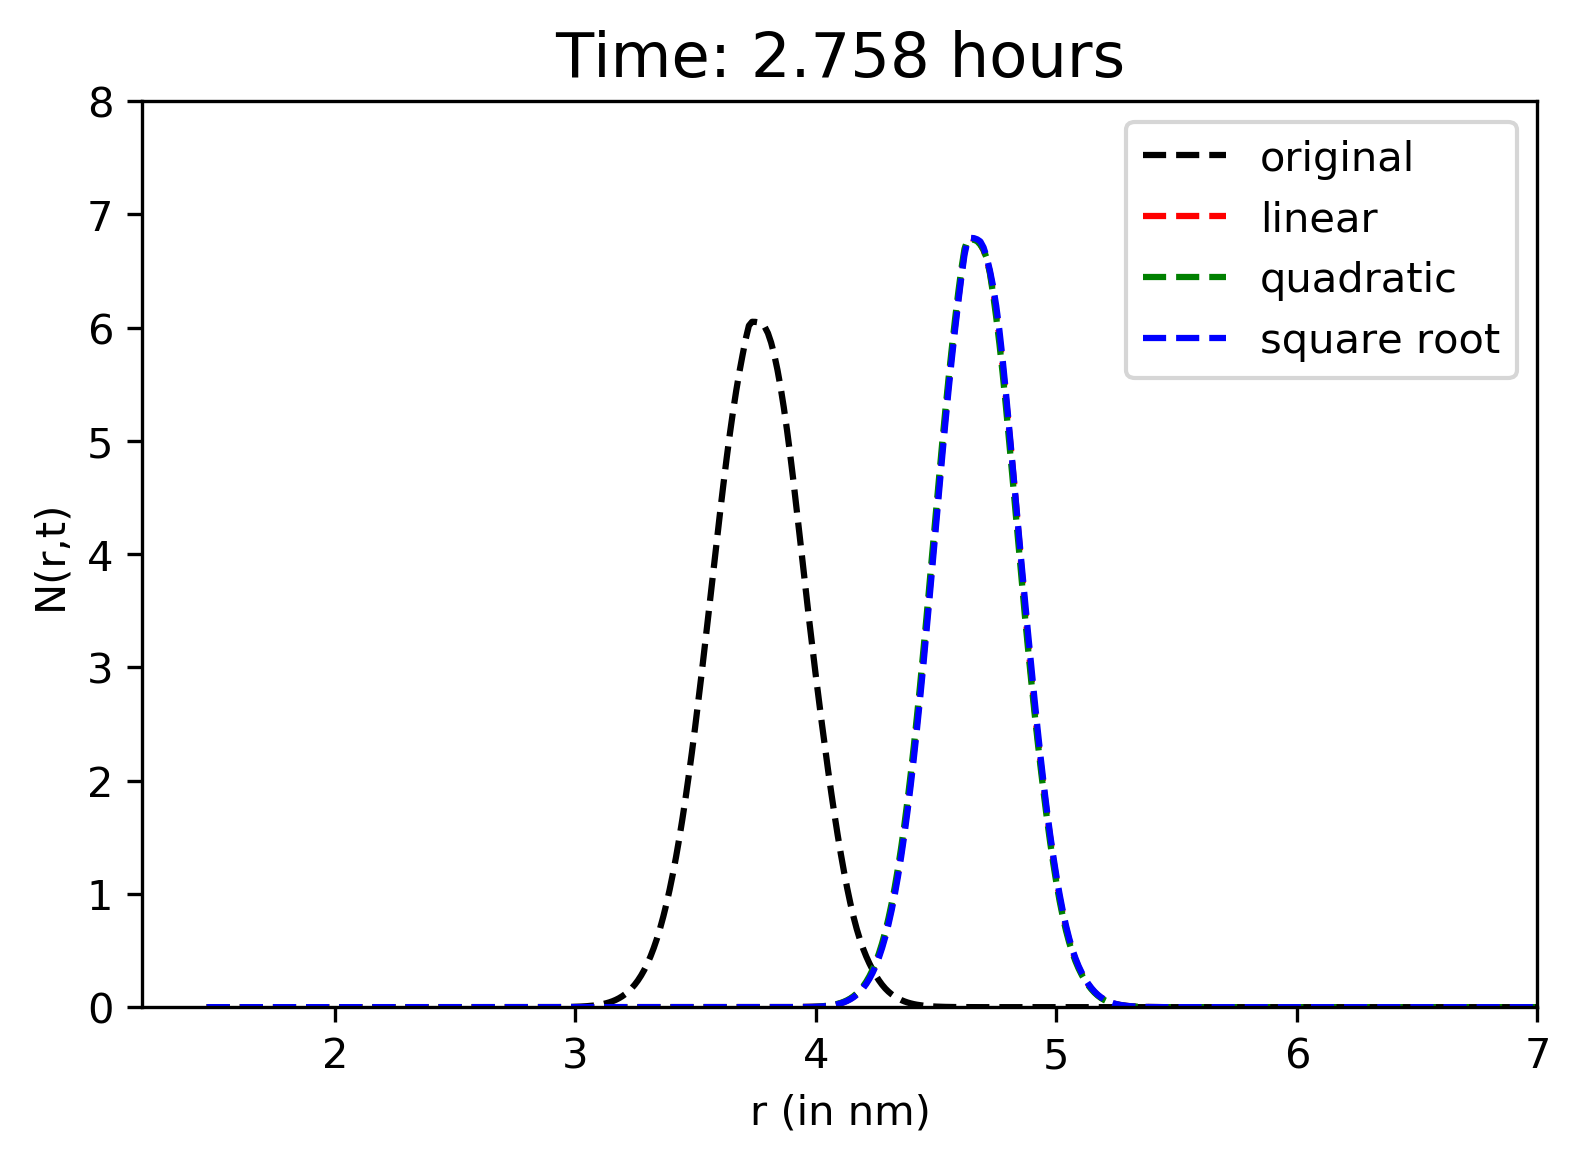 Time: 2.758 hours
8
7
6
5
4
3
2
1
0
N(r,t)
original
linear
quadratic
square root
2 3 4 5 6 7
r (in nm)